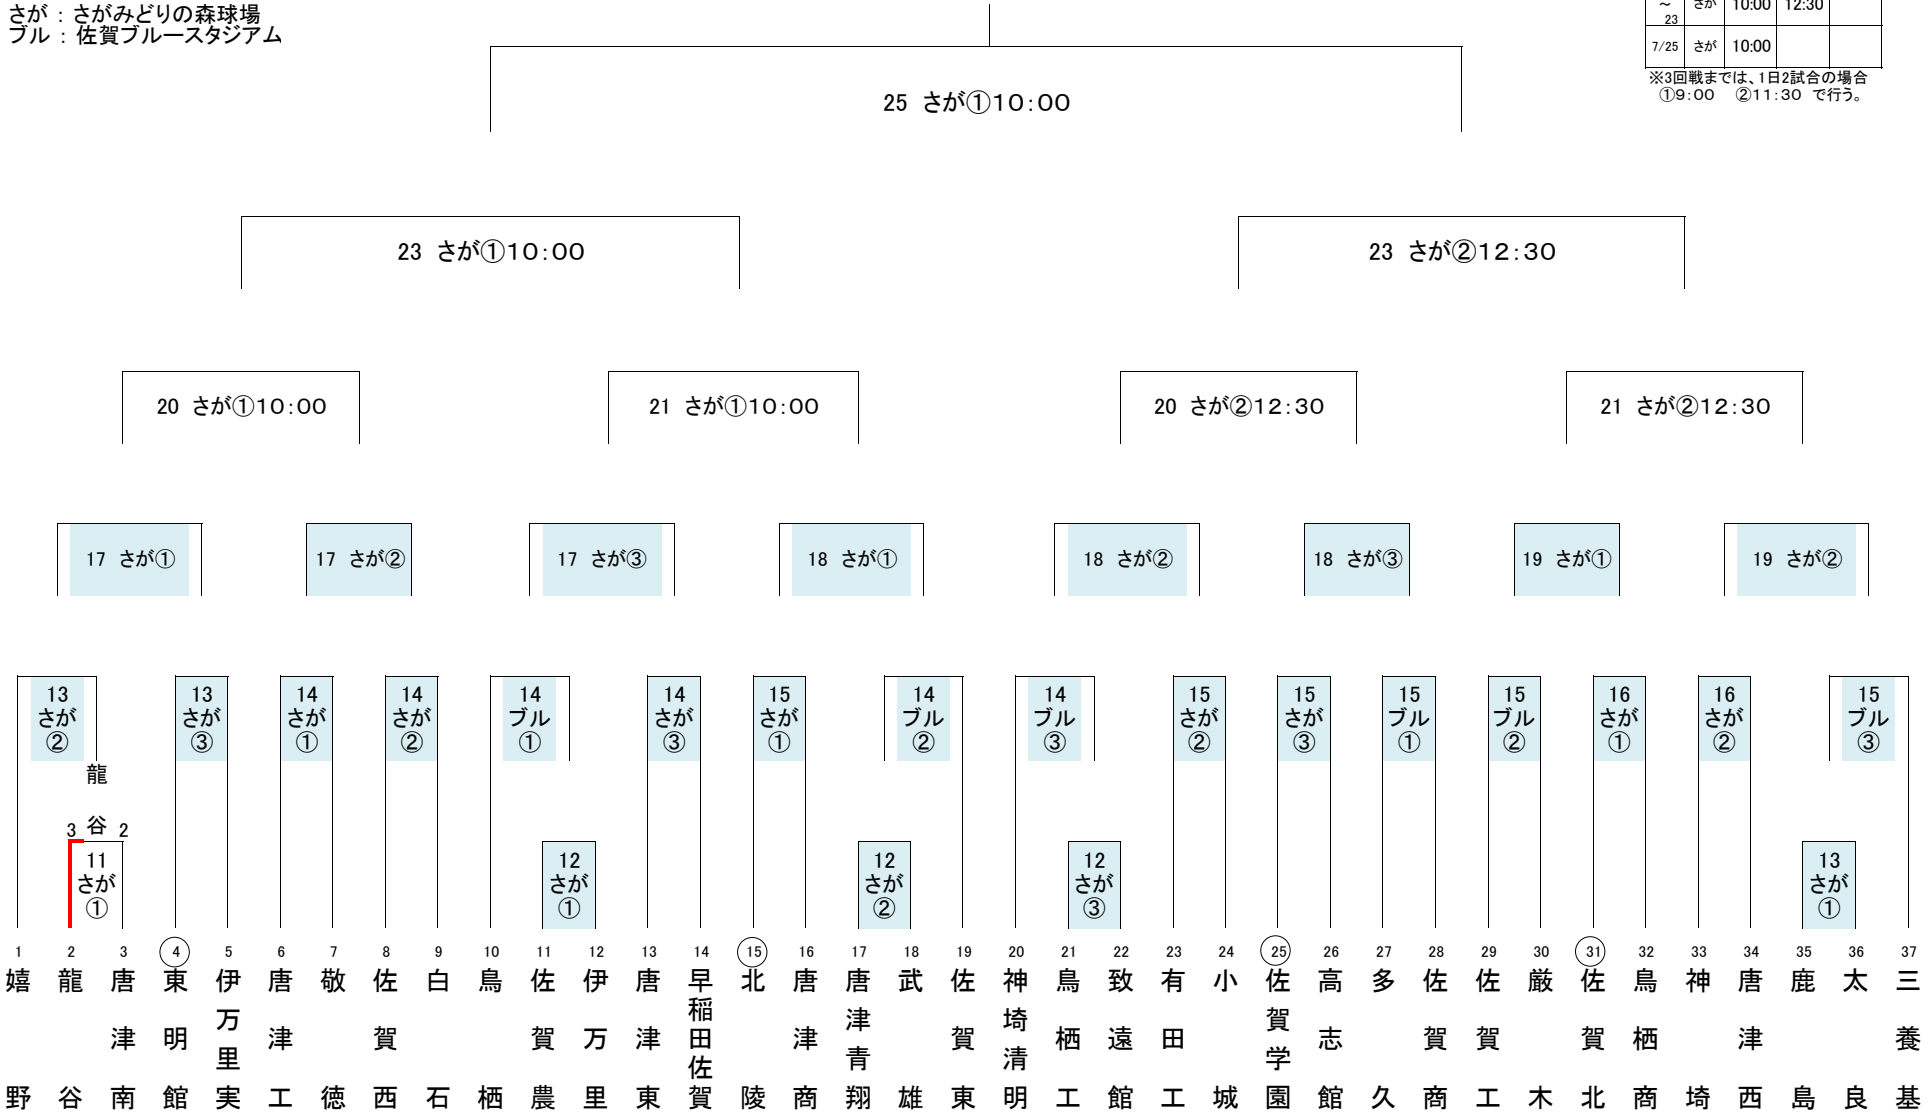 さが：さがみどりの森球場
ブル：佐賀ブルースタジアム
～
23 さが 10:00 12:30
7/25 さが 10:00
※3回戦までは、1日2試合の場合
①9:00 ②11:30 で行う。
25 さが①10:00
23 さが①10:00
23 さが②12:30
20 さが①10:00
21 さが①10:00
20 さが②12:30
21 さが②12:30
17 さが①
17 さが②
17 さが③
18 さが①
18 さが②
18 さが③
19 さが①
19 さが②
13 さが ②
13 さが ③
14 さが ①
14 さが ②
14 ブル ①
14 さが ③
15 さが ①
14 ブル ②
14 ブル ③
15 さが ②
15 さが ③
15 ブル ①
15 ブル ②
16 さが ①
16 さが ②
15 ブル ③
龍谷
3 2
11 さが ①
12 さが ①
12 さが ②
12 さが ③
13 さが ①
1 嬉野
2 龍谷
3 唐津南
4 東明館
5 伊万里実
6 唐津工
7 敬徳
8 佐賀西
9 白石
10 鳥栖
11 佐賀農
12 伊万里
13 唐津東
14 早稲田佐賀
15 北陵
16 唐津商
17 唐津青翔
18 武雄
19 佐賀東
20 神埼清明
21 鳥栖工
22 致遠館
23 有田工
24 小城
25 佐賀学園
26 高志館
27 多久
28 佐賀商
29 佐賀工
30 厳木
31 佐賀北
32 鳥栖商
33 神埼
34 唐津西
35 鹿島
36 太良
37 三養基